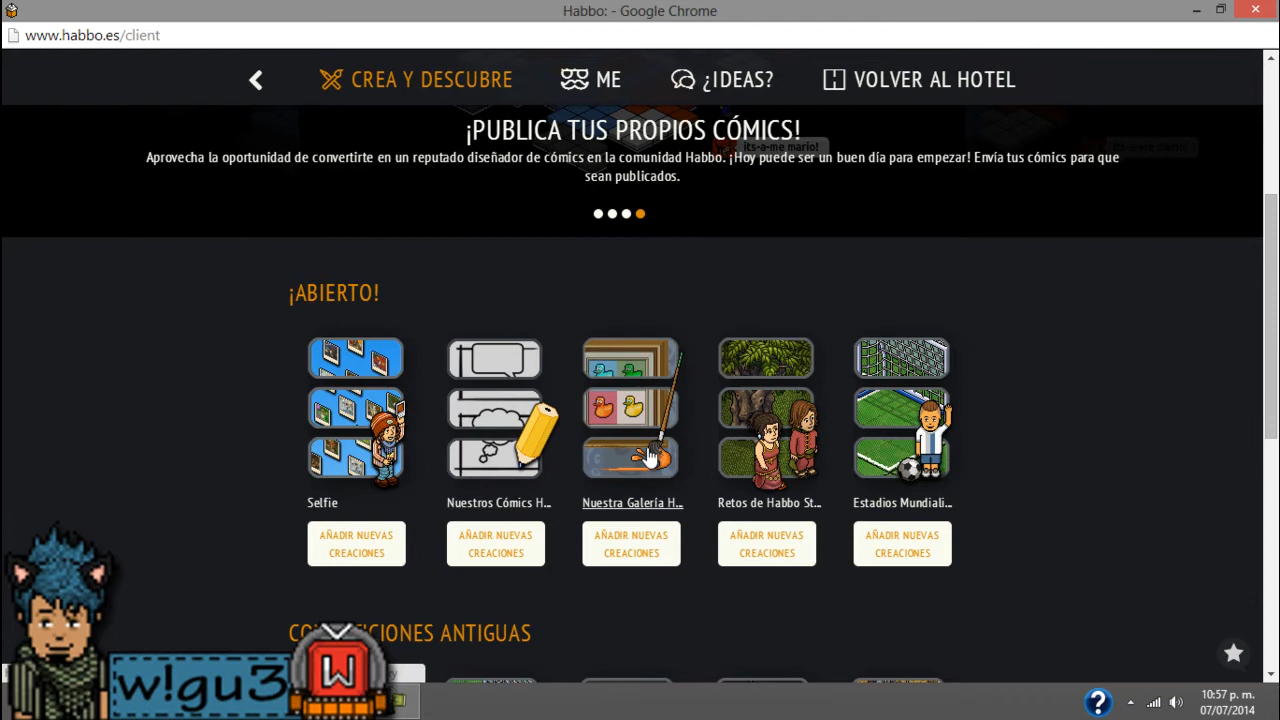 Habbo: - Google Chrome
www.habbo.es/client
CREA Y DESCUBRE ME ¿IDEAS? VOLVER AL HOTEL
¡PUBLICA TUS PROPIOS CÓMICS!
its-a-me mario!
Aprovecha la oportunidad de convertirte en un reputado diseñador de cómics en la comunidad Habbo. ¡Hoy puede ser un buen día para empezar! Envía tus cómics para que
sean publicados.
¡ABIERTO!
Selfie
Nuestros Cómics H...
Nuestra Galería H...
Retos de Habbo St...
Estadios Mundiali...
AÑADIR NUEVAS
CREACIONES
AÑADIR NUEVAS
CREACIONES
AÑADIR NUEVAS
CREACIONES
AÑADIR NUEVAS
CREACIONES
AÑADIR NUEVAS
CREACIONES
ANTIGUAS
w!gu3
W
?
10:57 p. m.
07/07/2014